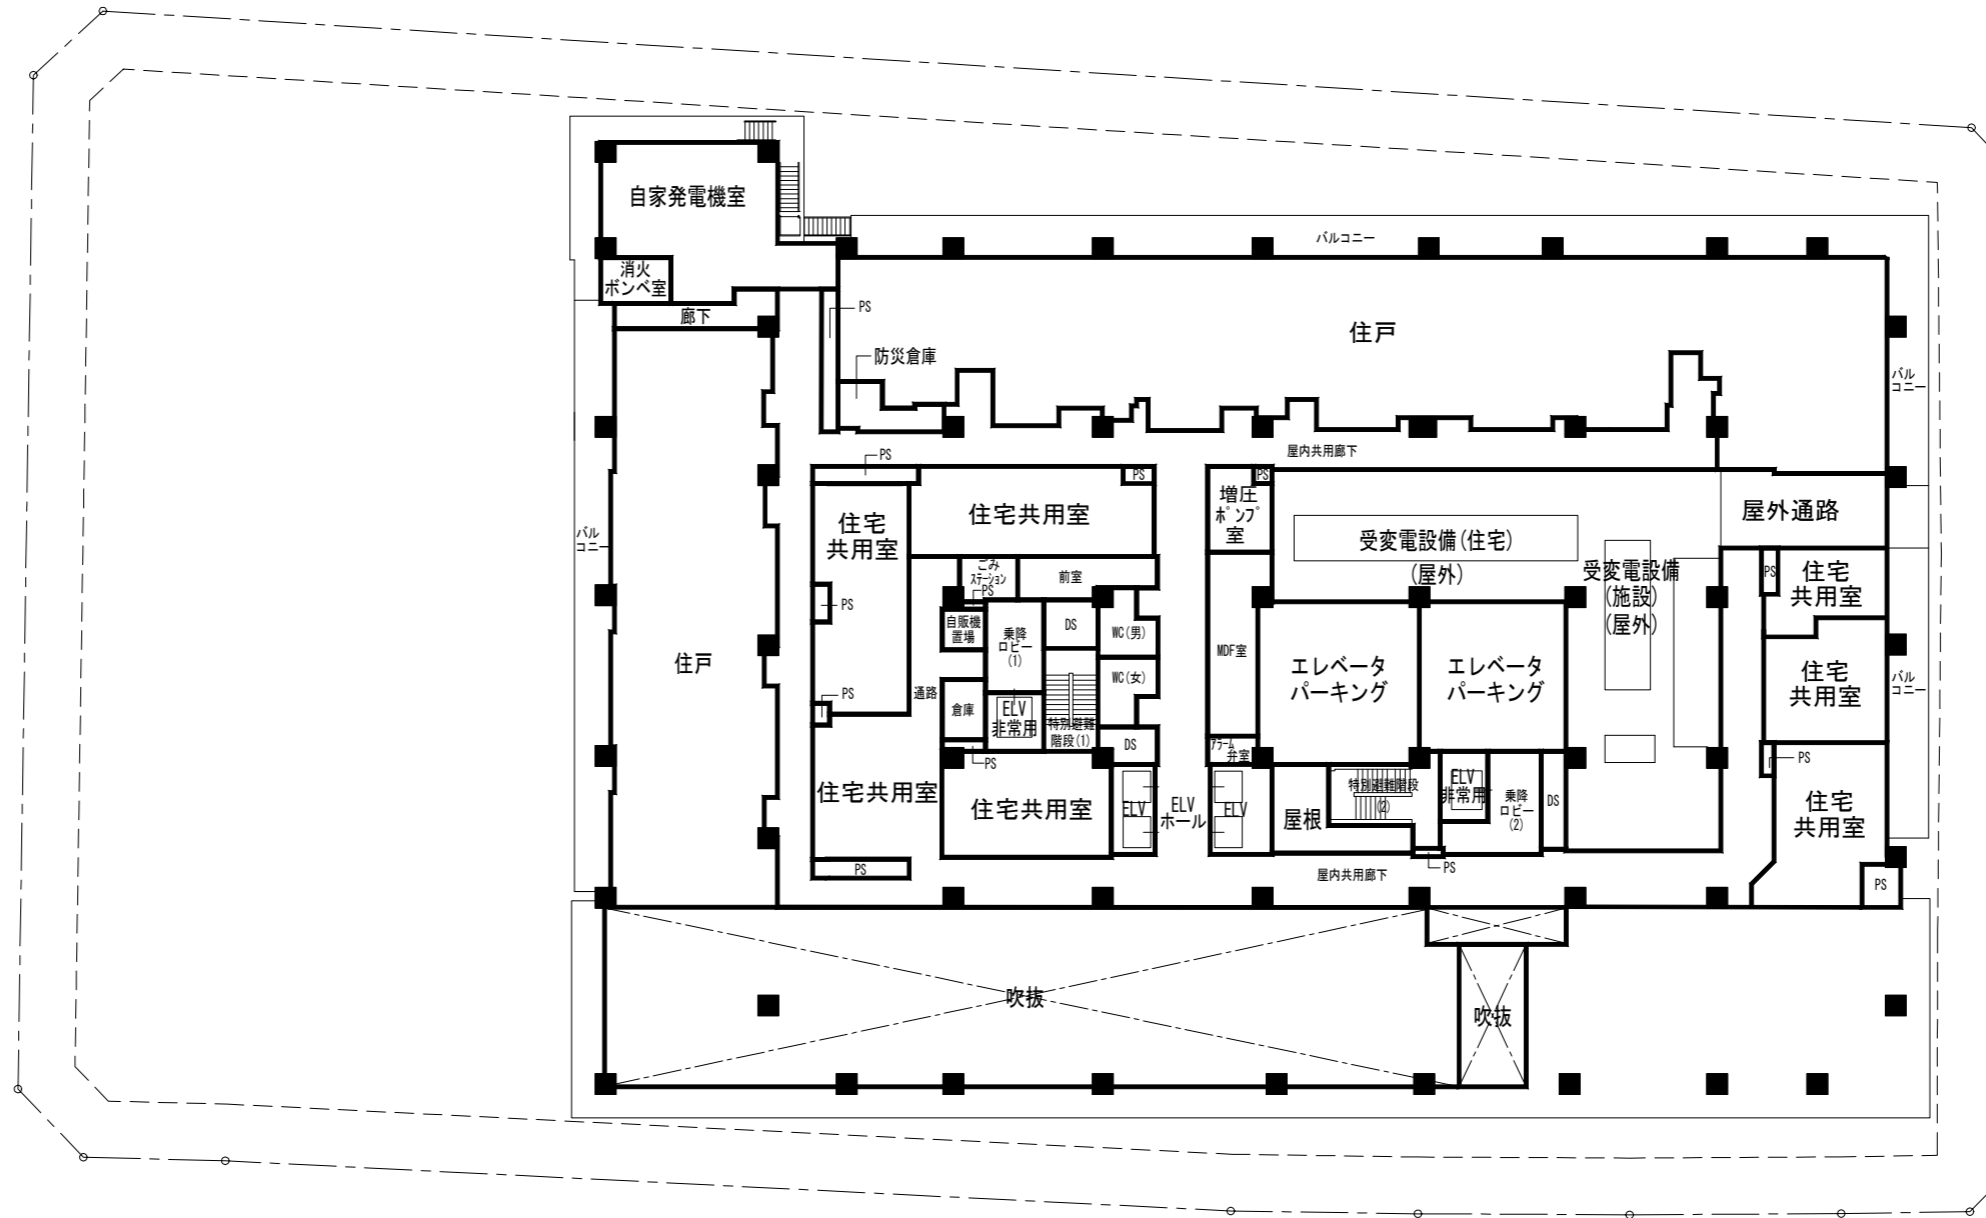 自家発電機室
消火
ボンベ室
廊下
バルコニー
PS
防災倉庫
住戸
バル
コニー
屋内共用廊下
PS
PS
PS
住宅
共用室
住宅共用室
増圧
ポンプ
室
受変電設備(住宅)
(屋外)
屋外通路
バル
コニー
ごみ
ステーション
前室
受変電設備
(施設)
(屋外)
PS
住宅
共用室
PS
PS
自販機
置場
乗降
ロビー
(1)
DS
WC(男)
MDF室
エレベータ
パーキング
エレベータ
パーキング
住宅
共用室
バル
コニー
住戸
PS
通路
倉庫
ELV
非常用
特別避難
階段(1)
WC(女)
DS
アラーム
弁室
PS
PS
住宅共用室
住宅共用室
ELV
ELV
ホール
ELV
屋根
特別避難階段
(2)
ELV
非常用
乗降
ロビー
(2)
DS
住宅
共用室
PS
屋内共用廊下
PS
PS
吹抜
吹抜